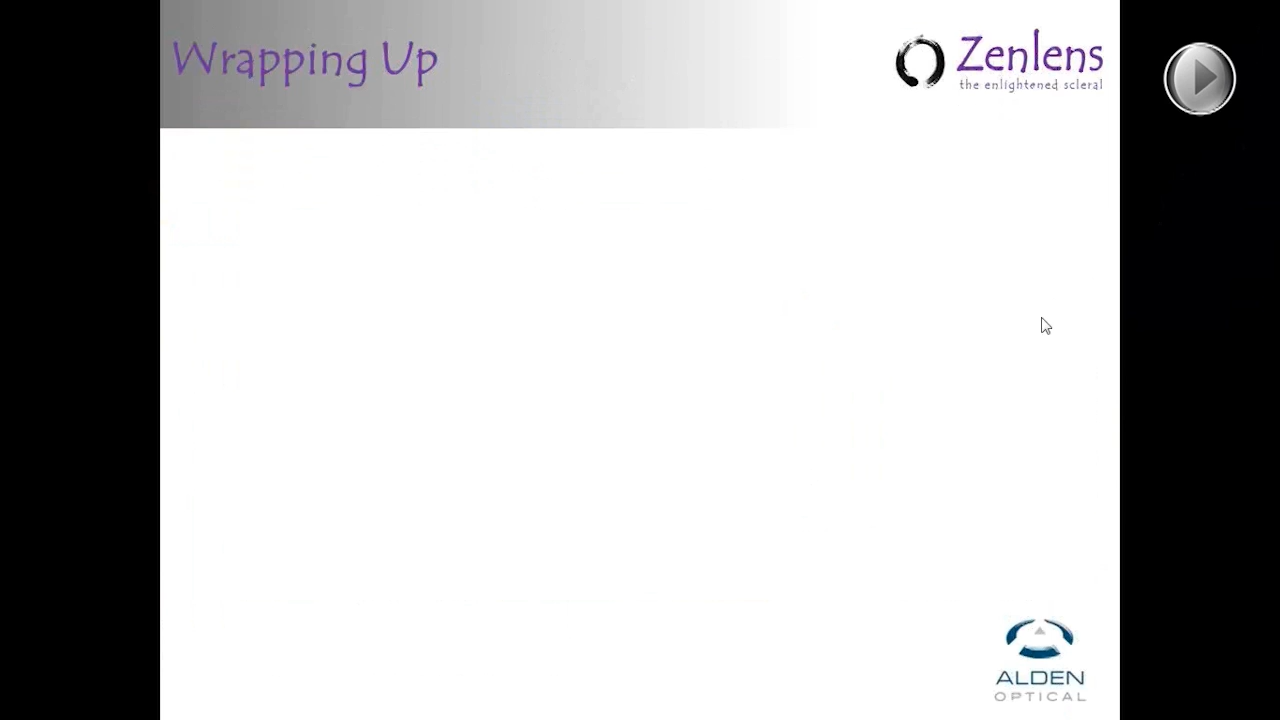 Wrapping Up
Zenlens
the enlightened scleral
ALDEN
OPTICAL